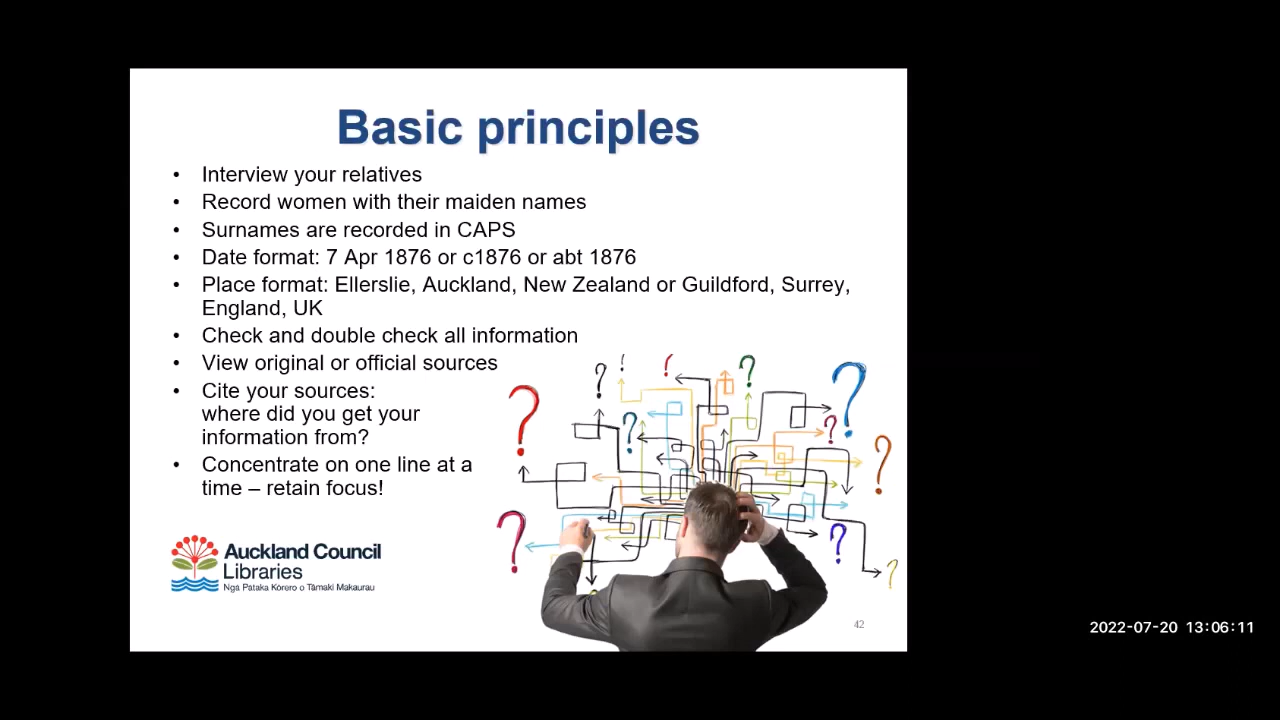 Basic principles
• Interview your relatives
• Record women with their maiden names
• Surnames are recorded in CAPS
• Date format: 7 Apr 1876 or c1876 or abt 1876
• Place format: Ellerslie, Auckland, New Zealand or Guildford, Surrey,
England, UK
• Check and double check all information
• View original or official sources
• Cite your sources:
where did you get your
information from?
• Concentrate on one line at a
time – retain focus!
? ? ? ? ? ? ? ? ? ? ? ?
Auckland Council
Libraries
Ngā Pātaka Kōrero o Tāmaki Makaurau
42
2022-07-20 13:06:11